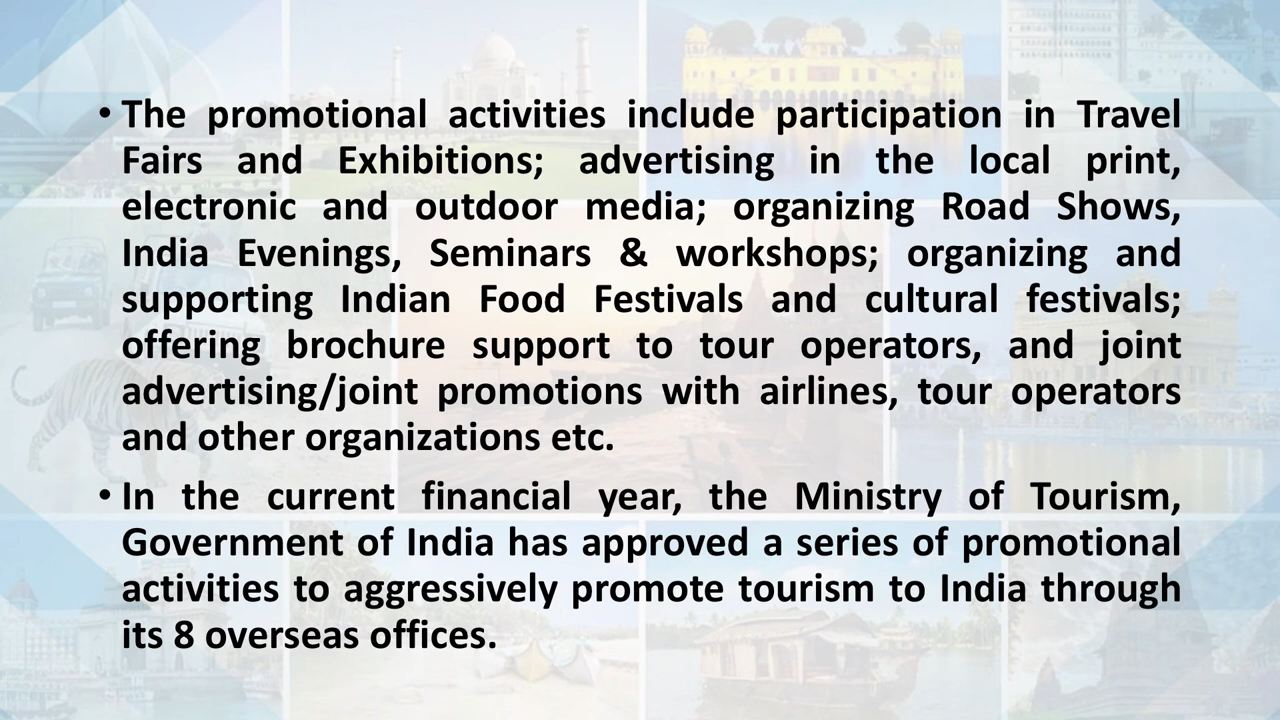 • The promotional activities include participation in Travel
Fairs and Exhibitions; advertising in the local print,
electronic and outdoor media; organizing Road Shows,
India Evenings, Seminars & workshops; organizing and
supporting Indian Food Festivals and cultural festivals;
offering brochure support to tour operators, and joint
advertising/joint promotions with airlines, tour operators
and other organizations etc.
• In the current financial year, the Ministry of Tourism,
Government of India has approved a series of promotional
activities to aggressively promote tourism to India through
its 8 overseas offices.